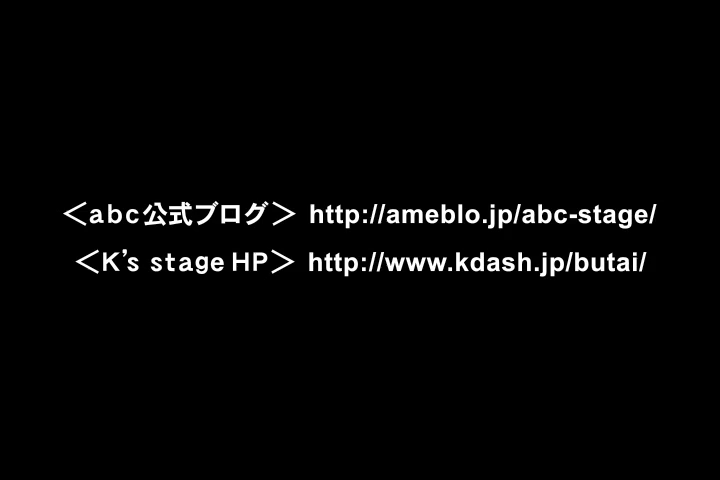 ＜abc公式ブログ＞ http://ameblo.jp/abc-stage/
＜K’s stage HP＞ http://www.kdash.jp/butai/